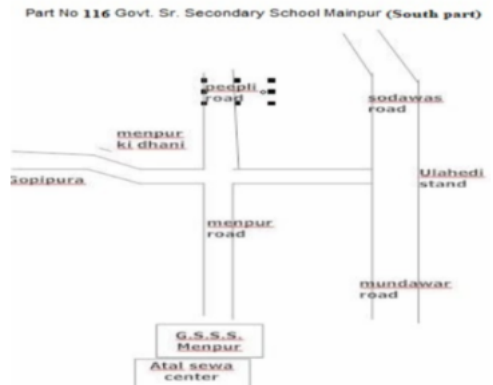 Part No 116 Govt. Sr. Secondary School Mainpur (South part)
peepli
road
sodawas
road
menpur
ki dhani
Gopipura
Ulahedi
stand
menpur
road
mundawar
road
G.S.S.S.
Menpur
Atal sewa
center